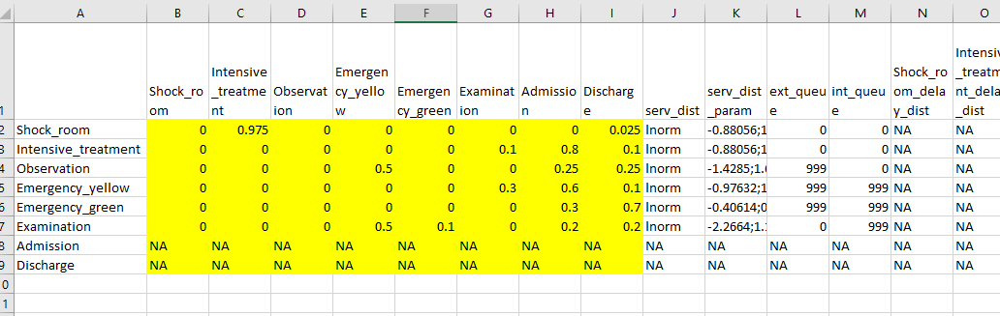 A B C D E F G H I J K L M N O
1 Shock_room Intensive_treatment Observation Emergency_yellow Emergency_green Examination Admission Discharge serv_dist serv_dist_param ext_queue int_queue Shock_room_delay_dist Intensive_treatm nt_dela _dist
2 Shock_room 0 0.975 0 0 0 0 0 0.025 lnorm -0.88056;1 0 0 NA NA
3 Intensive_treatment 0 0 0 0 0 0.1 0.8 0.1 lnorm -0.88056;1 0 0 NA NA
4 Observation 0 0 0 0.5 0 0 0.25 0.25 lnorm -1.4285;1. 999 0 NA NA
5 Emergency_yellow 0 0 0 0 0 0.3 0.6 0.1 lnorm -0.97632;1 999 999 NA NA
6 Emergency_green 0 0 0 0 0 0 0.3 0.7 lnorm -0.40614;0 999 999 NA NA
7 Examination 0 0 0 0.5 0.1 0 0.2 0.2 lnorm -2.2664;1. 0 999 NA NA
8 Admission NA NA NA NA NA NA NA NA NA NA NA NA NA NA
9 Discharge NA NA NA NA NA NA NA NA NA NA NA NA NA NA
0
1